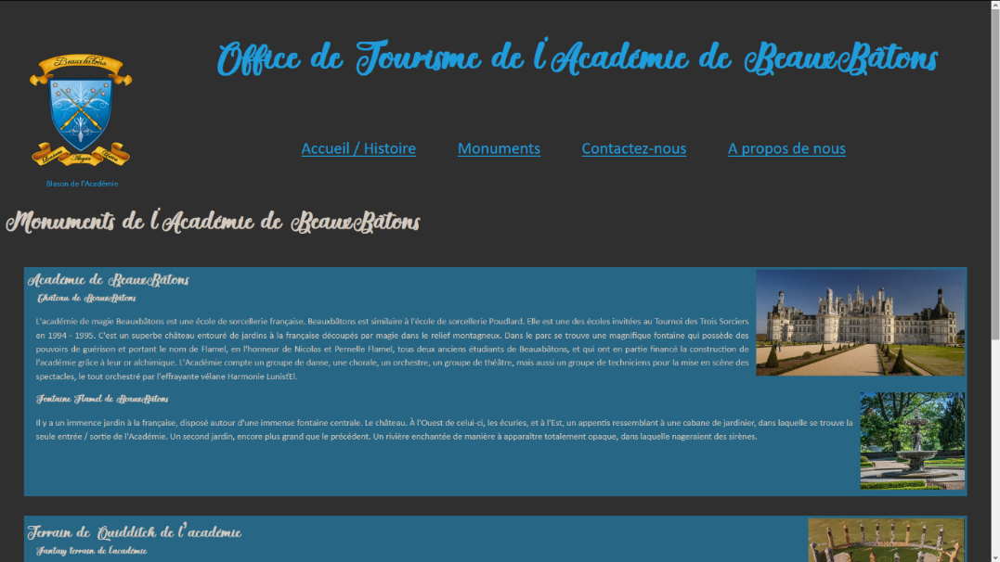 Beauxbâtons
Office de Tourisme de l'Académie de BeauxBâtons
Accueil / Histoire
Monuments
Contactez-nous
A propos de nous
Blason de l'Académie
Monuments de l'Académie de BeauxBâtons
Académie de BeauxBâtons
Château de BeauxBâtons
L'académie de magie Beauxbâtons est une école de sorcellerie française. Beauxbâtons est similaire à l'école de sorcellerie Poudlard. Elle est une des écoles invitées au Tournoi des Trois Sorciers
en 1994 - 1995. C'est un superbe château entouré de jardins à la française découpés par magie dans le relief montagneux. Dans le parc se trouve une magnifique fontaine qui possède des
pouvoirs de guérison et portant le nom de Flamel, en l'honneur de Nicolas et Pernelle Flamel, tous deux anciens étudiants de Beauxbâtons, et qui ont en partie financé la construction de
l'académie grâce à leur or alchimique. L'Académie compte un groupe de danse, une chorale, un orchestre, un groupe de théâtre, mais aussi un groupe de techniciens pour la mise en scène des
spectacles, le tout orchestré par l'effrayante vélane Harmonie
Fontaine Flamel de BeauxBâtons
Il y a un immence jardin à la française, disposé autour d'une immense fontaine centrale. Le château. À l'Ouest de celui-ci, les écuries, et à l'Est, un appentis ressemblant à une cabane de jardinier, dans laquelle se trouve la
seule entrée / sortie de l'Académie. Un second jardin, encore plus grand que le précédent. Un rivière enchantée de manière à apparaître totalement opaque, dans laquelle nageraient des sirènes.
Terrain de Quidditch de l'académie
Fantasy terrain de lacadémie